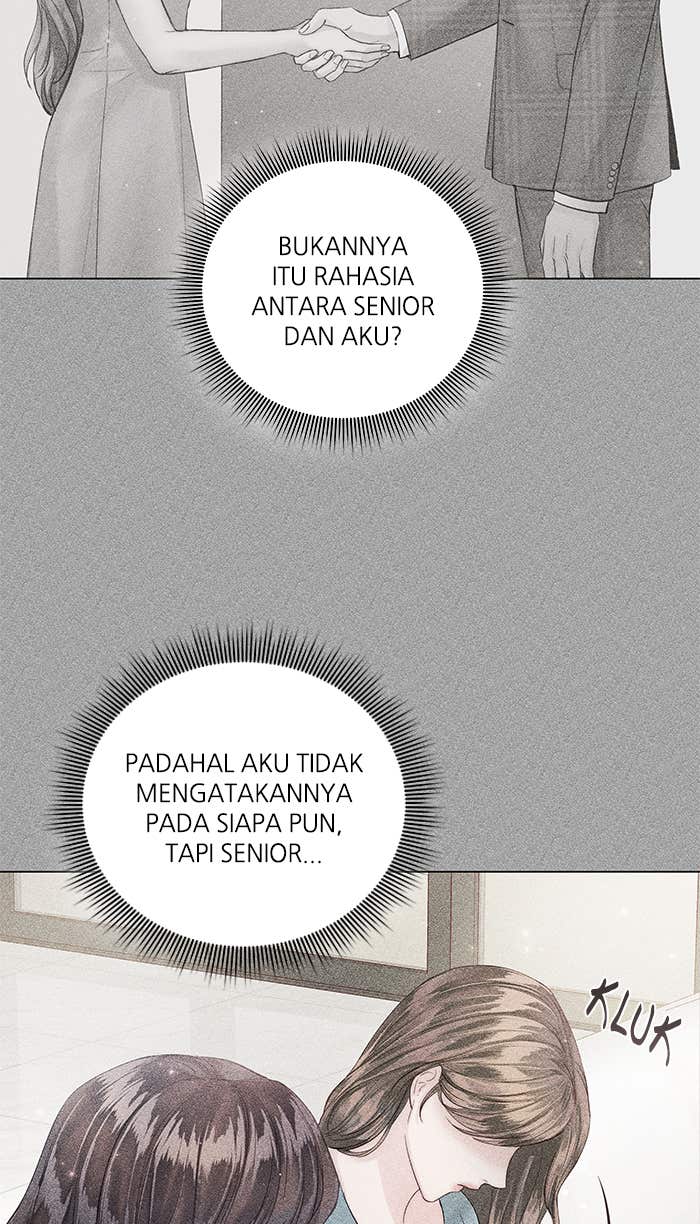 BUKANNYA
ITU RAHASIA
ANTARA SENIOR
DAN AKU?
PADAHAL AKU TIDAK
MENGATAKANNYA
PADA SIAPA PUN,
TAPI SENIOR...
KLUK